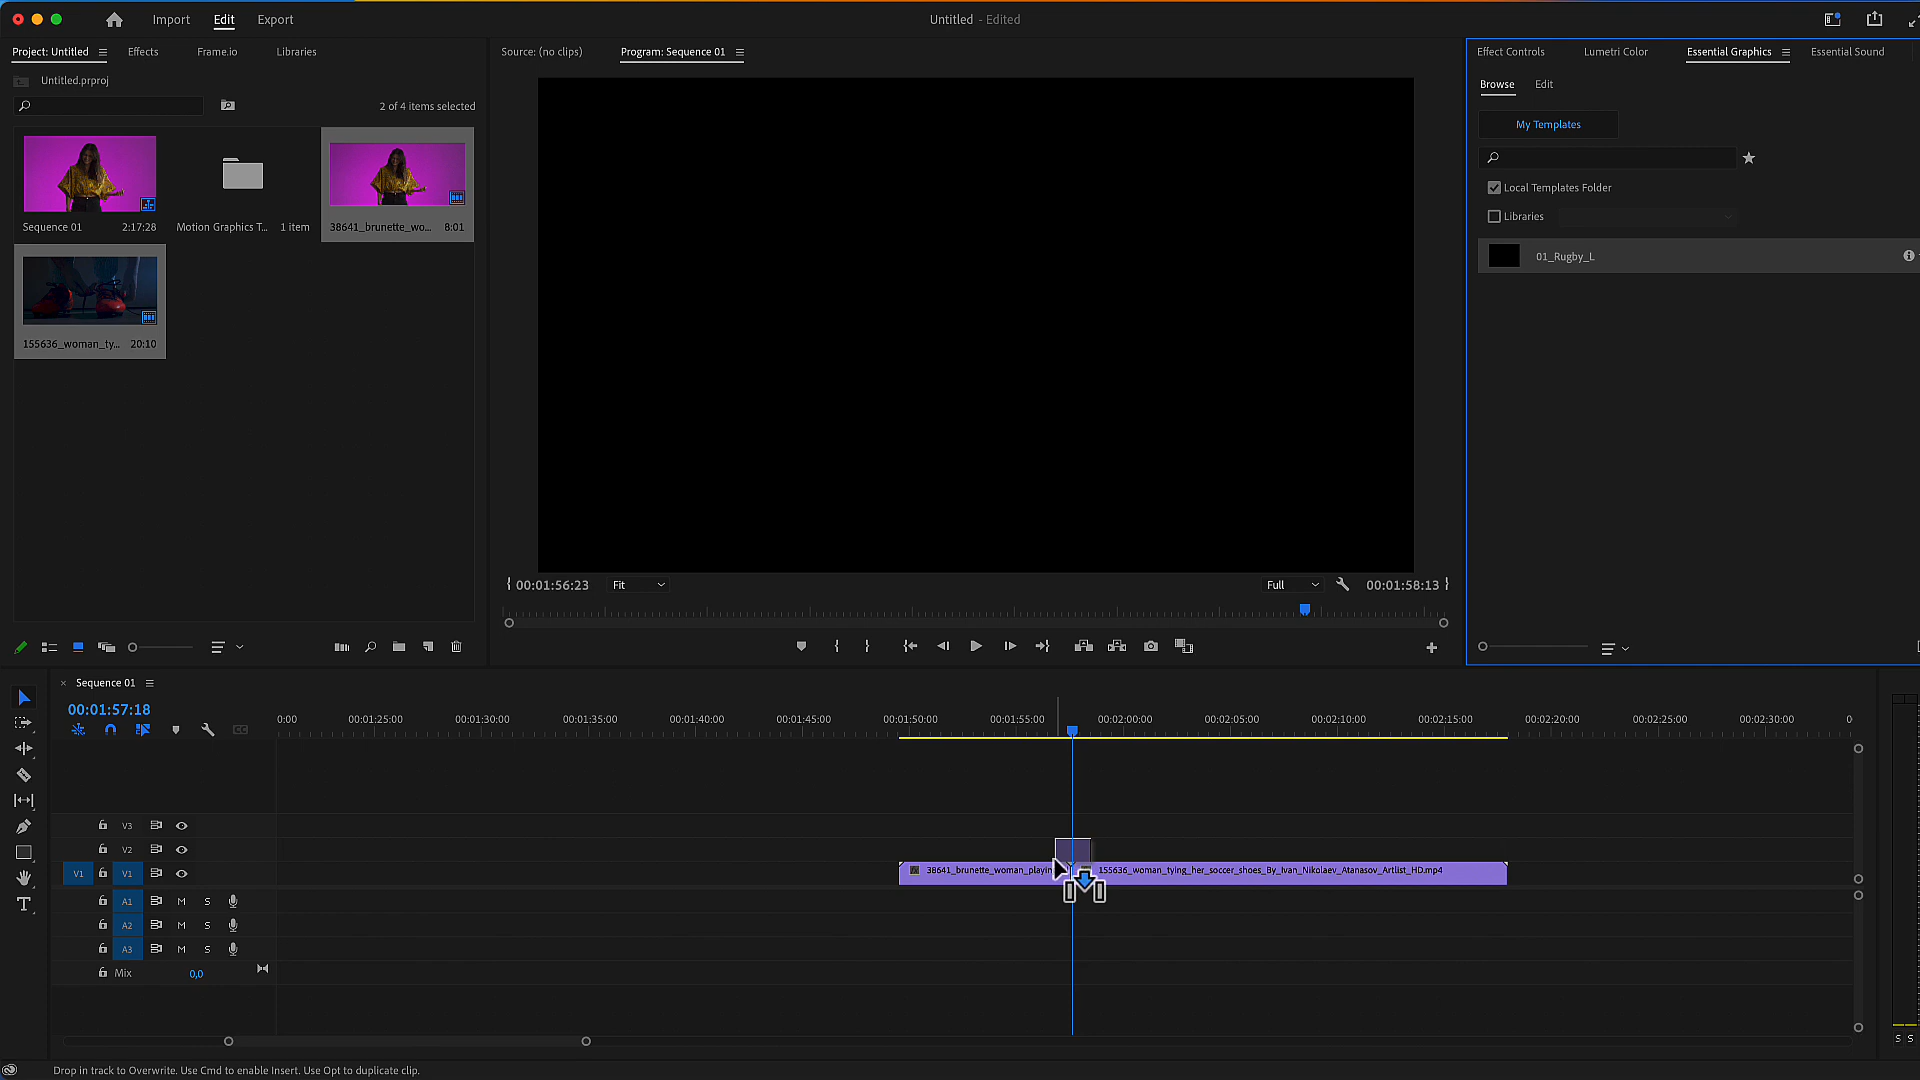 Import
Edit
Export
Untitled - Edited
Project: Untitled
Effects
Frame.io
Libraries
Source: (no clips)
Program: Sequence 01
Effect Controls
Lumetri Color
Essential Graphics
Essential Sound
Untitled.prproj
2 of 4 items selected
Browse
Edit
My Templates
Local Templates Folder
Libraries
01_Rugby_L
Sequence 01
2:17:28
Motion Graphics T...
1 item
38641_brunette_wo...
8:01
155636_woman_ty...
20:10
00:01:56:23
Fit
Full
00:01:58:13
Sequence 01
00:01:57:18
0:00
00:01:25:00
00:01:30:00
00:01:35:00
00:01:40:00
00:01:45:00
00:01:50:00
00:01:55:00
00:02:00:00
00:02:05:00
00:02:10:00
00:02:15:00
00:02:20:00
00:02:25:00
00:02:30:00
V3
V2
V1
V1
38641_brunette_woman_playin
155636_woman_tying_her_soccer_shoes_By_Ivan_Nikolaev_Atanasov_Artlist_HD.mp4
A1 M S
A2 M S
A3 M S
Mix
0,0
S S
Drop in track to Overwrite. Use Cmd to enable Insert. Use Opt to duplicate clip.